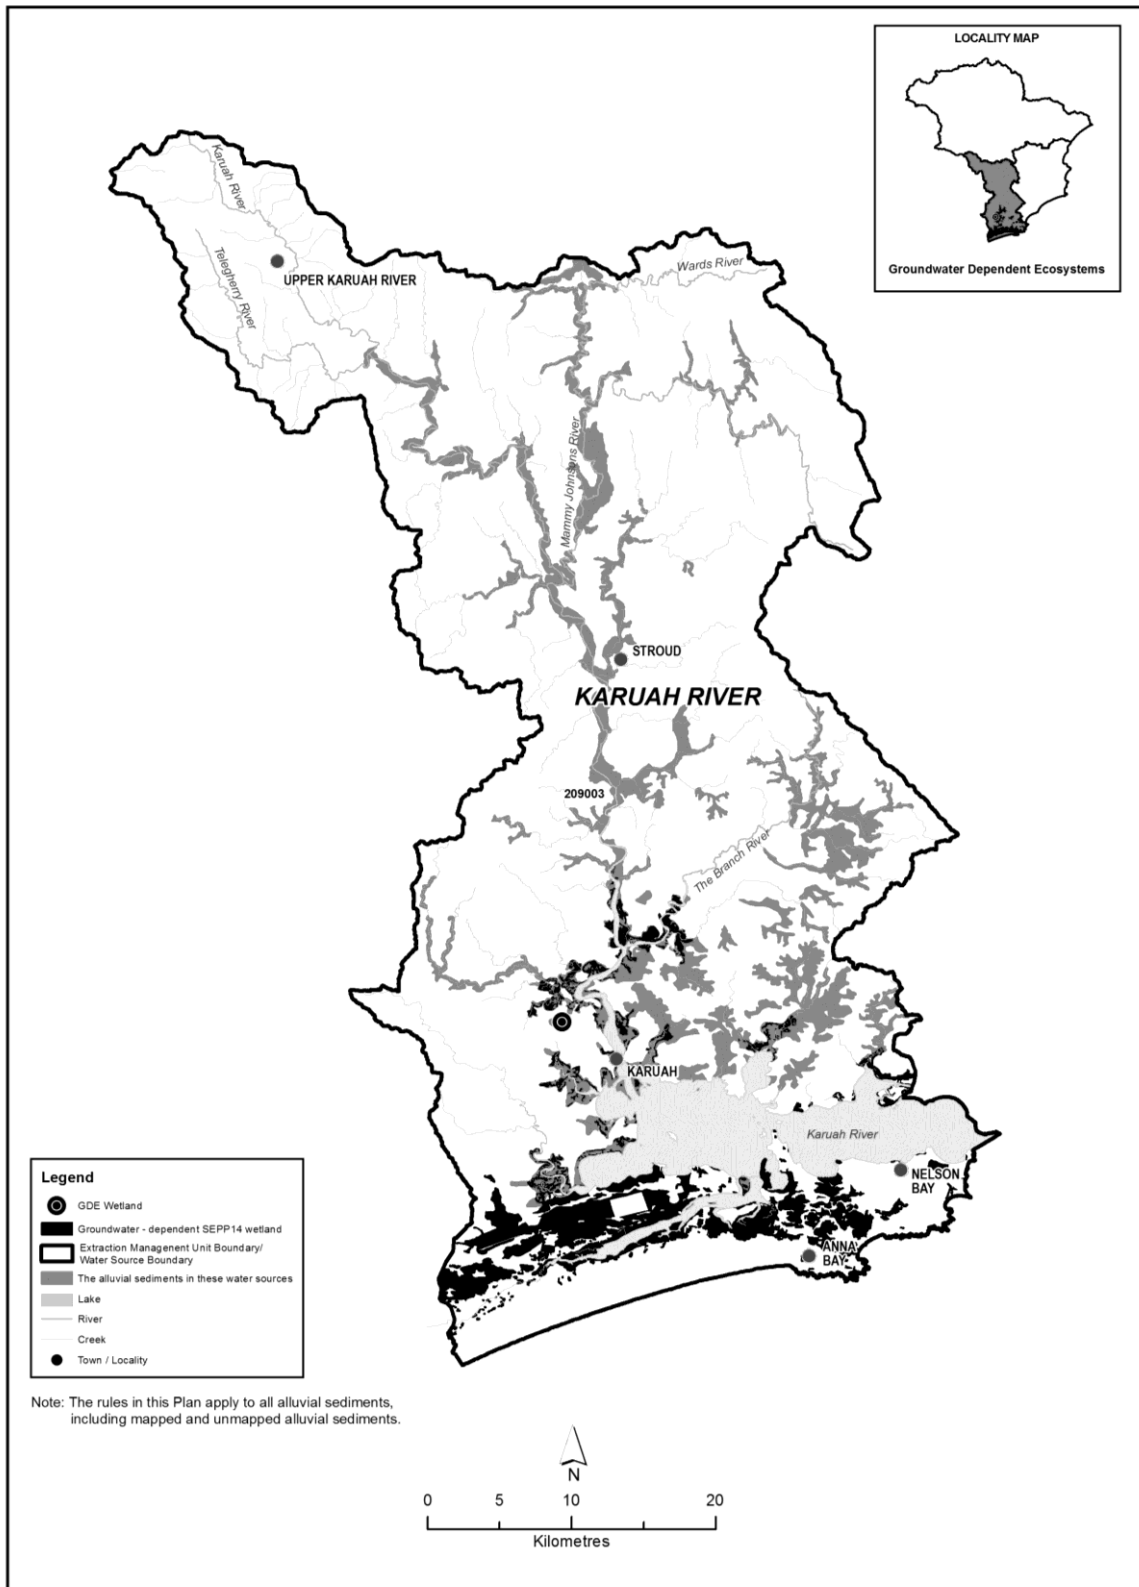 LOCALITY MAP
Groundwater Dependent Ecosystems
Karuah River
Telegherry River
UPPER KARUAH RIVER
Wards River
Mammy Johnsons River
STROUD
KARUAH RIVER
209003
The Branch River
KARUAH
Karuah River
NELSON
BAY
ANNA
BAY
Legend
GDE Wetland
Groundwater - dependent SEPP14 wetland
Extraction Management Unit Boundary/
Water Source Boundary
The alluvial sediments in these water sources
Lake
River
Creek
Town / Locality
Note: The rules in this Plan apply to all alluvial sediments,
including mapped and unmapped alluvial sediments.
N
0 5 10 20
Kilometres